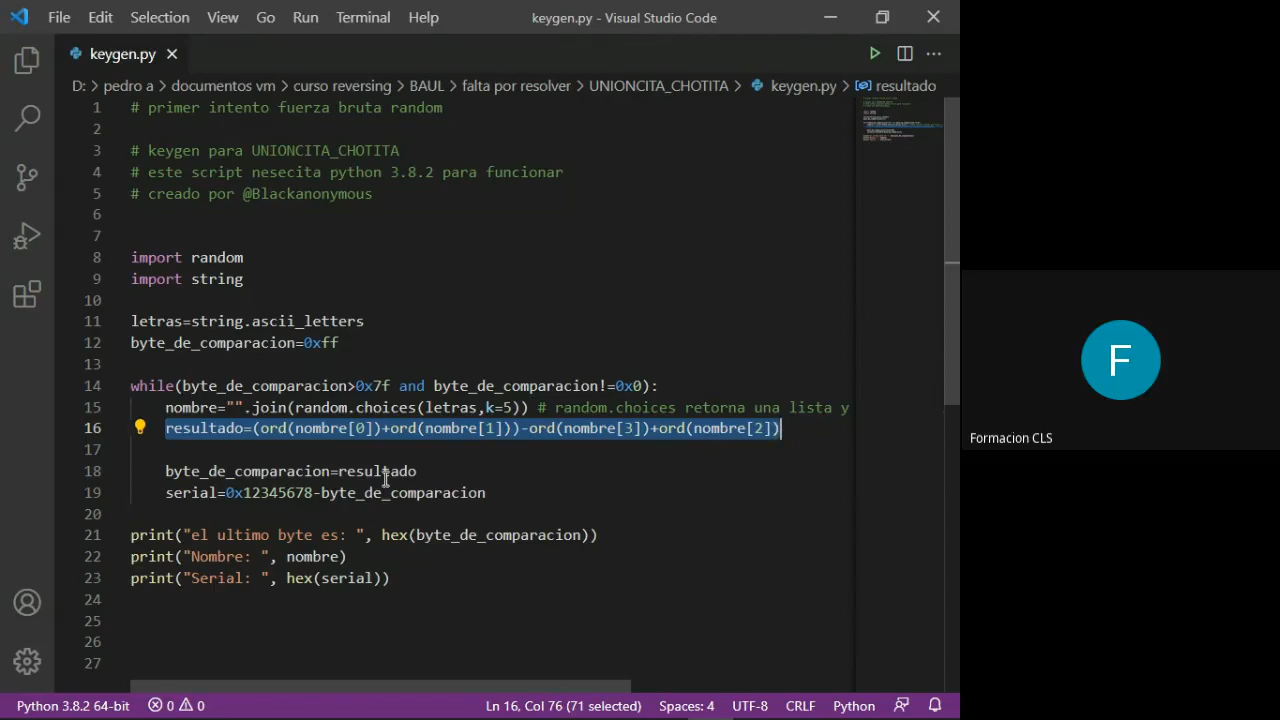 File Edit Selection View Go Run Terminal Help keygen.py - Visual Studio Code
keygen.py
D: > pedro a > documentos vm > curso reversing > BAUL > falta por resolver > UNIONCITA_CHOTITA > keygen.py > resultado
1 # primer intento fuerza bruta random
2
3 # keygen para UNIONCITA_CHOTITA
4 # este script nesecita python 3.8.2 para funcionar
5 # creado por @Blackanonymous
6
7
8 import random
9 import string
10
11 letras=string.ascii_letters
12 byte_de_comparacion=0xff
13
14 while(byte_de_comparacion>0x7f and byte_de_comparacion!=0x0):
15 nombre="".join(random.choices(letras,k=5)) # random.choices retorna una lista y
16 resultado=(ord(nombre[0])+ord(nombre[1]))-ord(nombre[3])+ord(nombre[2])
17
18 byte_de_comparacion=resultado
19 serial=0x12345678-byte_de_comparacion
20
21 print("el ultimo byte es: ", hex(byte_de_comparacion))
22 print("Nombre: ", nombre)
23 print("Serial: ", hex(serial))
24
25
26
27
Python 3.8.2 64-bit 0 0 Ln 16, Col 76 (71 selected) Spaces: 4 UTF-8 CRLF Python
F
Formacion CLS